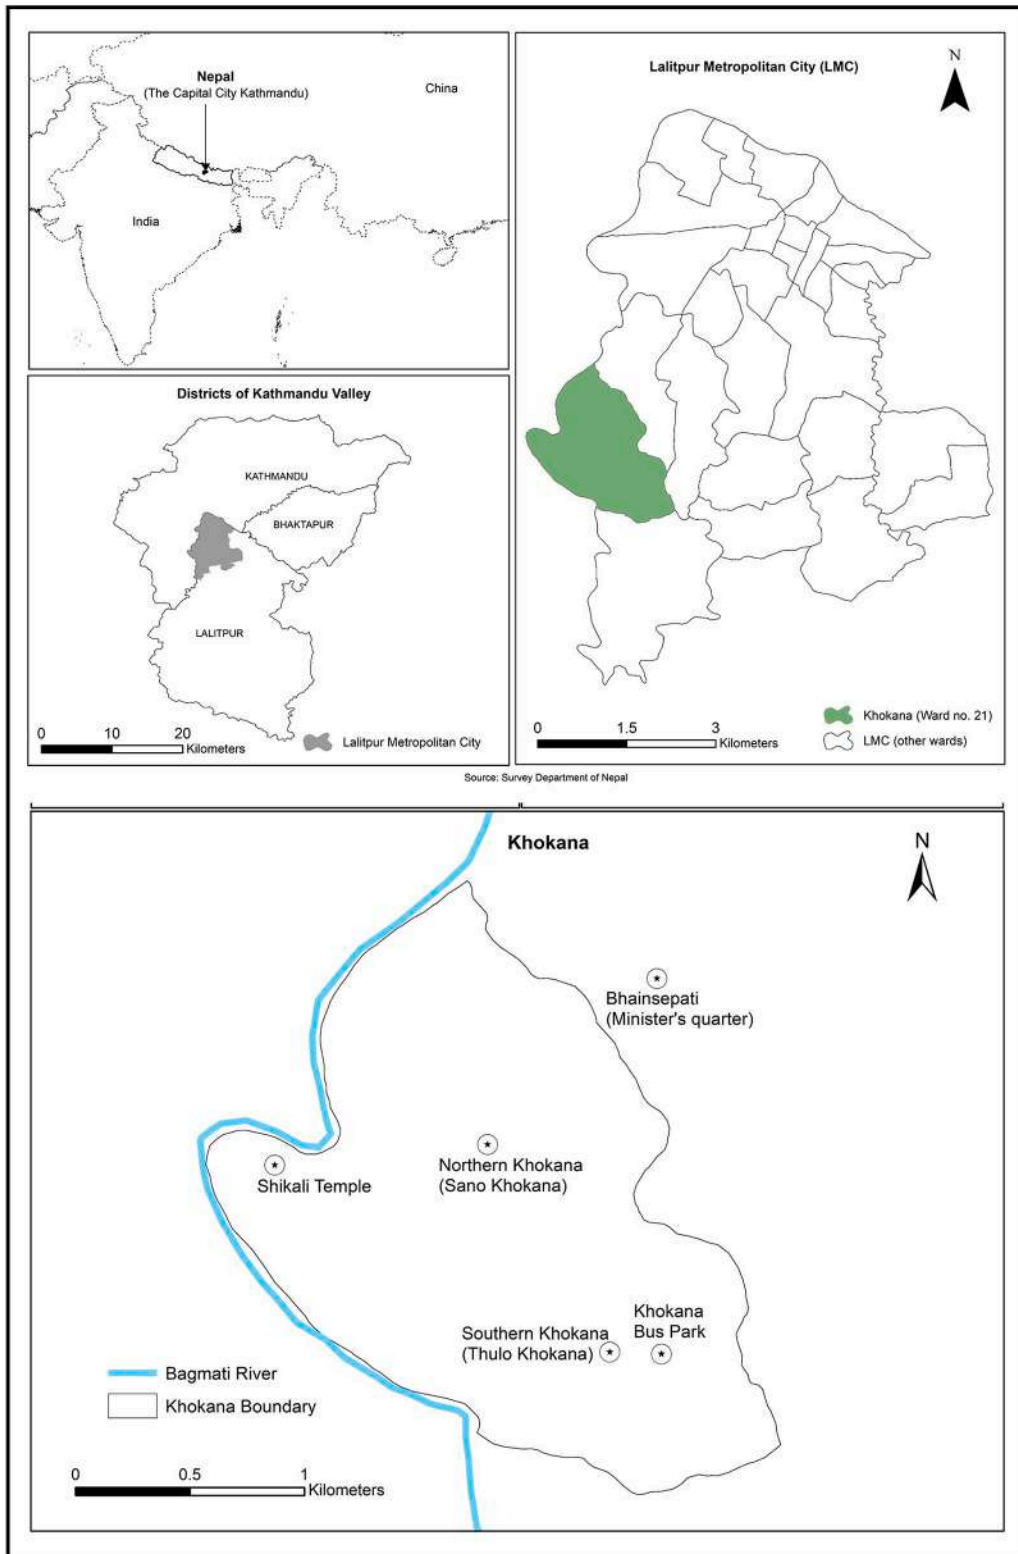 Nepal
(The Capital City Kathmandu)
China
India
Districts of Kathmandu Valley
KATHMANDU
BHAKTAPUR
LALITPUR
0 10 20
Kilometers
Lalitpur Metropolitan City
Lalitpur Metropolitan City (LMC)
N
Khokana (Ward no. 21)
LMC (other wards)
0 1.5 3
Kilometers
Source: Survey Department of Nepal
Khokana
N
Bhainsepati
(Minister's quarter)
Northern Khokana
(Sano Khokana)
Shikali Temple
Khokana
Bus Park
Southern Khokana
(Thulo Khokana)
Bagmati River
Khokana Boundary
0 0.5 1
Kilometers